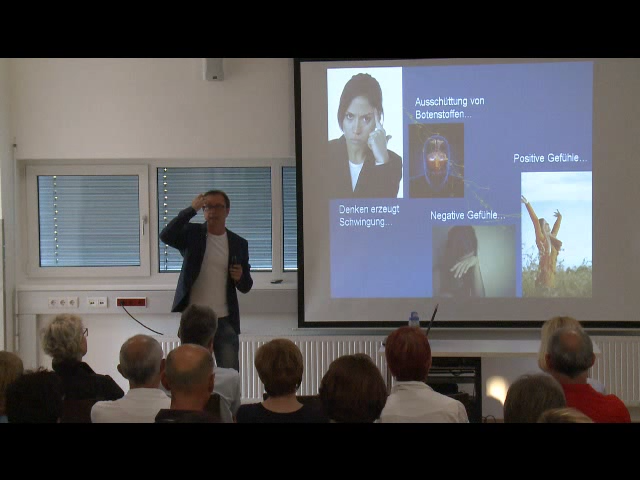 Ausschüttung von
Botenstoffen...
Positive Gefühle...
Denken erzeugt
Schwingung...
Negative Gefühle...